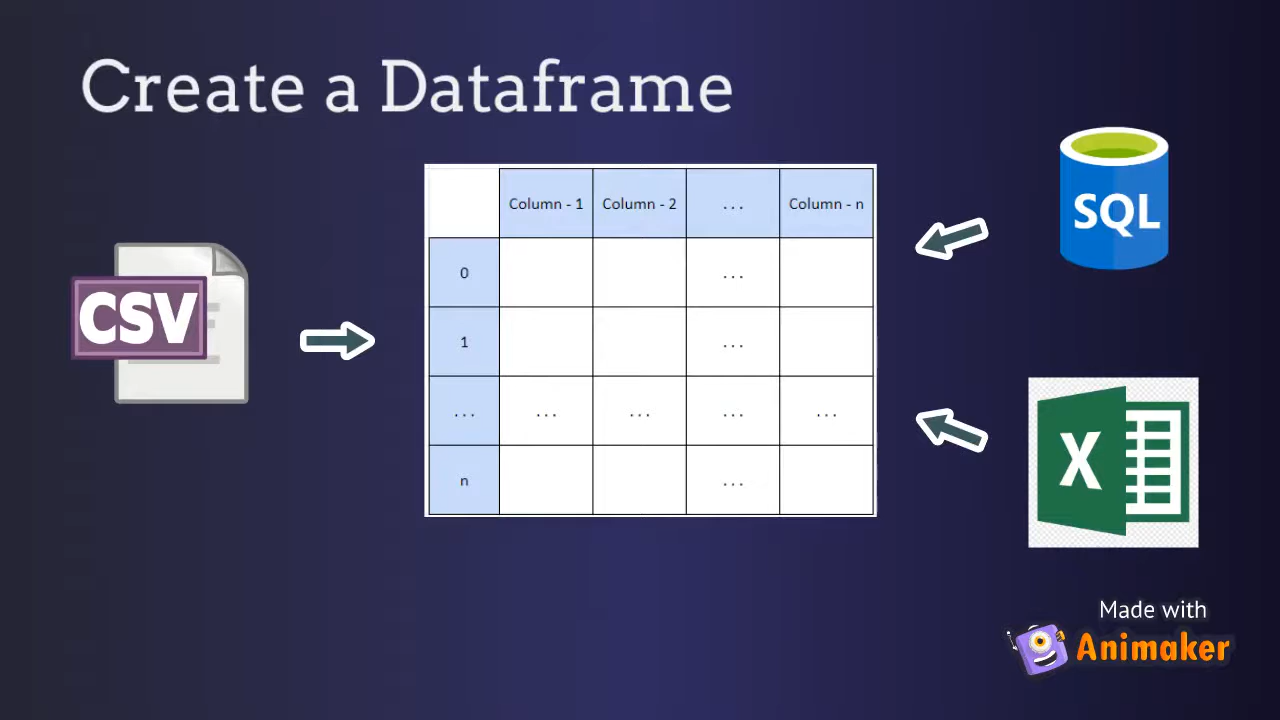 Create a Dataframe
Column - 1 Column - 2 ... Column - n
0 ...
1 ...
... ... ... ... ...
n ...
CSV
SQL
X
Made with
Animaker